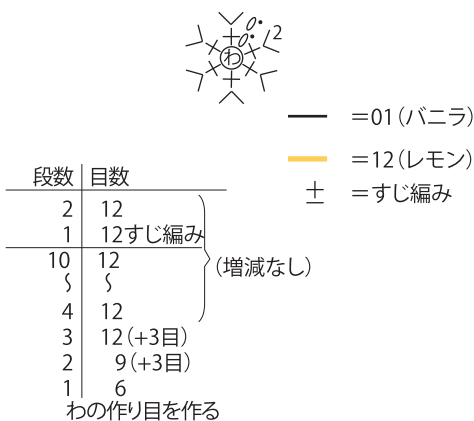 2
わ
=01(バニラ)
=12(レモン)
=すじ編み
段数 目数
2 12
1 12すじ編み
10 12
〜 〜
(増減なし)
4 12
3 12(+3目)
2 9(+3目)
1 6
わの作り目を作る